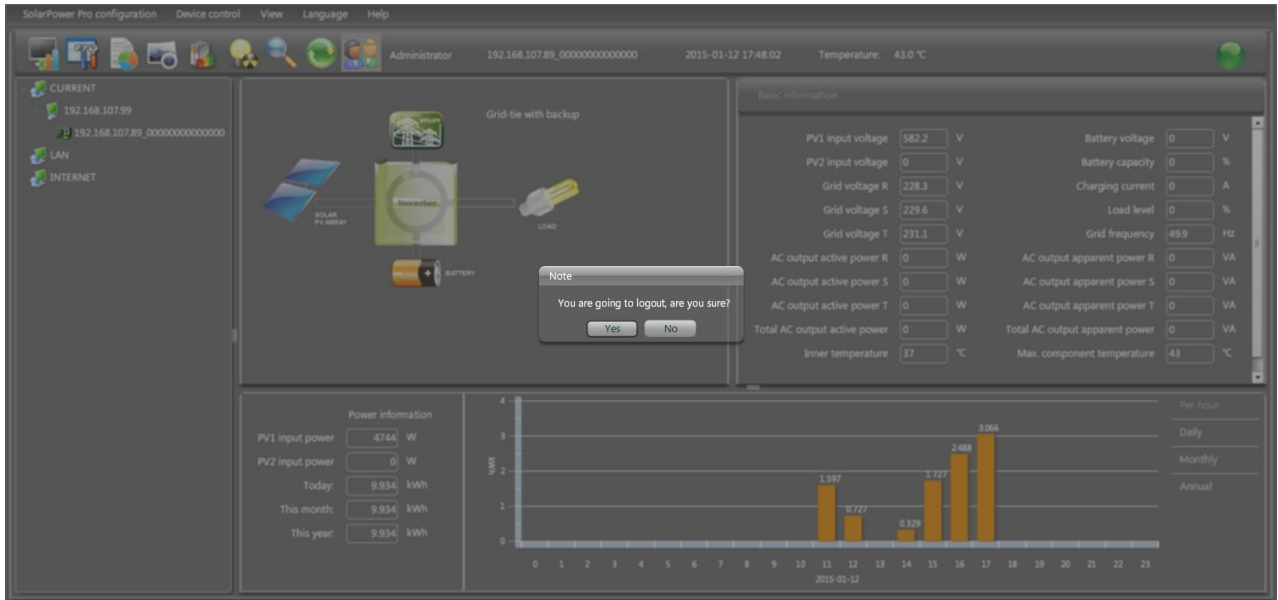 SolarPower Pro configuration Device control View Language Help
Administrator 192.168.107.89_00000000000000 2015-01-12 17:48:02 Temperature: 43.0 ℃
CURRENT
192.168.107.99
192.168.107.89_00000000000000
LAN
INTERNET
Grid-tie with backup
UTILITY
SOLAR
PV ARRAY
Inverter
LOAD
BATTERY
Basic information
PV1 input voltage 582.2 V Battery voltage 0 V
PV2 input voltage 0 V Battery capacity 0 %
Grid voltage R 228.3 V Charging current 0 A
Grid voltage S 229.6 V Load level 0 %
Grid voltage T 231.1 V Grid frequency 49.9 Hz
AC output active power R 0 W AC output apparent power R 0 VA
AC output active power S 0 W AC output apparent power S 0 VA
AC output active power T 0 W AC output apparent power T 0 VA
Total AC output active power 0 W Total AC output apparent power 0 VA
Inner temperature 37 ℃ Max. component temperature 43 ℃
Note
You are going to logout, are you sure?
Yes No
Power information
PV1 input power 4744 W
PV2 input power 0 W
Today: 9.934 kWh
This month: 9.934 kWh
This year: 9.934 kWh
4
3
2
1
0
1.597
0.727
0.329
1.727
2.488
3.066
0 1 2 3 4 5 6 7 8 9 10 11 12 13 14 15 16 17 18 19 20 21 22 23
2015-01-12
Per hour
Daily
Monthly
Annual